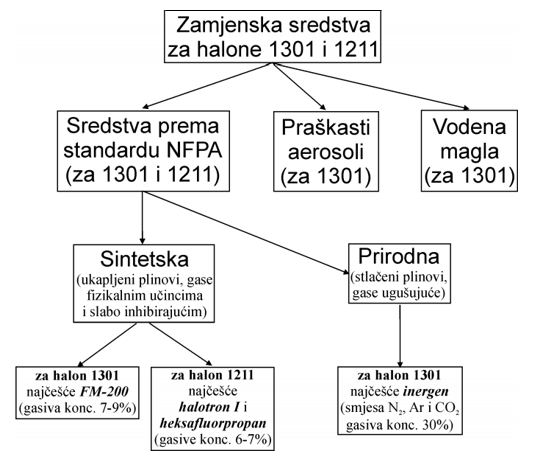 Zamjenska sredstva
za halone 1301 i 1211
Sredstva prema
standardu NFPA
(za 1301 i 1211)
Praškasti
aerosoli
(za 1301)
Vodena
magla
(za 1301)
Sintetska
(ukapljeni plinovi, gase
fizikalnim učincima
i slabo inhibirajućim)
Prirodna
(stlačeni plinovi,
gase ugušujuće)
za halon 1301
najčešće FM-200
(gasiva konc. 7-9%)
za halon 1211
najčešće
halotron I i
heksafluorpropan
(gasive konc. 6-7%)
za halon 1301
najčešće inergen
(smjesa N₂, Ar i CO₂
gasiva konc. 30%)